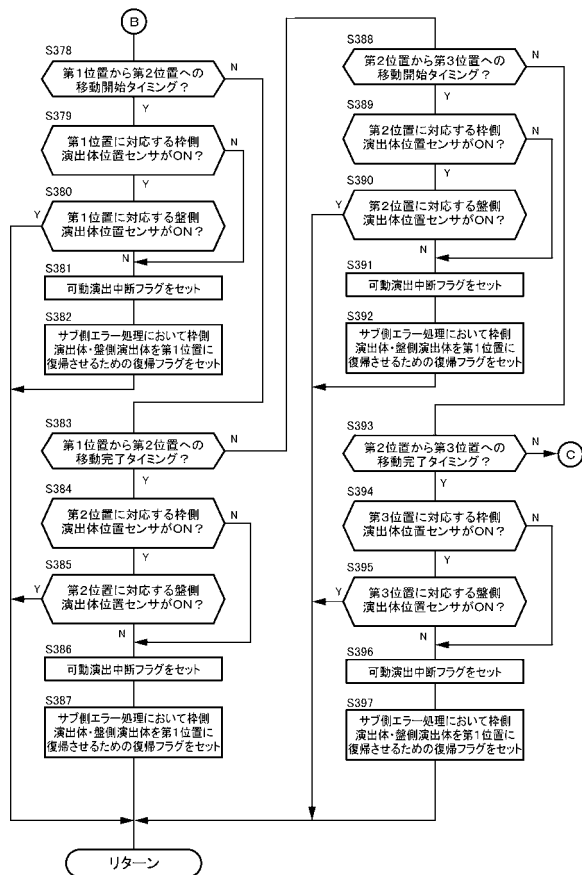 B
S378
第1位置から第2位置への
移動開始タイミング？
N
Y
S379
第1位置に対応する枠側
演出体位置センサがON？
N
Y
S380
第1位置に対応する盤側
演出体位置センサがON？
Y
N
S381
可動演出中断フラグをセット
S382
サブ側エラー処理において枠側
演出体・盤側演出体を第1位置に
復帰させるための復帰フラグをセット
S383
第1位置から第2位置への
移動完了タイミング？
N
Y
S384
第2位置に対応する枠側
演出体位置センサがON？
N
Y
S385
第2位置に対応する盤側
演出体位置センサがON？
Y
N
S386
可動演出中断フラグをセット
S387
サブ側エラー処理において枠側
演出体・盤側演出体を第1位置に
復帰させるための復帰フラグをセット
リターン
S388
第2位置から第3位置への
移動開始タイミング？
N
Y
S389
第2位置に対応する枠側
演出体位置センサがON？
N
Y
S390
第2位置に対応する盤側
演出体位置センサがON？
Y
N
S391
可動演出中断フラグをセット
S392
サブ側エラー処理において枠側
演出体・盤側演出体を第1位置に
復帰させるための復帰フラグをセット
S393
第2位置から第3位置への
移動完了タイミング？
N
C
Y
S394
第3位置に対応する枠側
演出体位置センサがON？
N
Y
S395
第3位置に対応する盤側
演出体位置センサがON？
Y
N
S396
可動演出中断フラグをセット
S397
サブ側エラー処理において枠側
演出体・盤側演出体を第1位置に
復帰させるための復帰フラグをセット